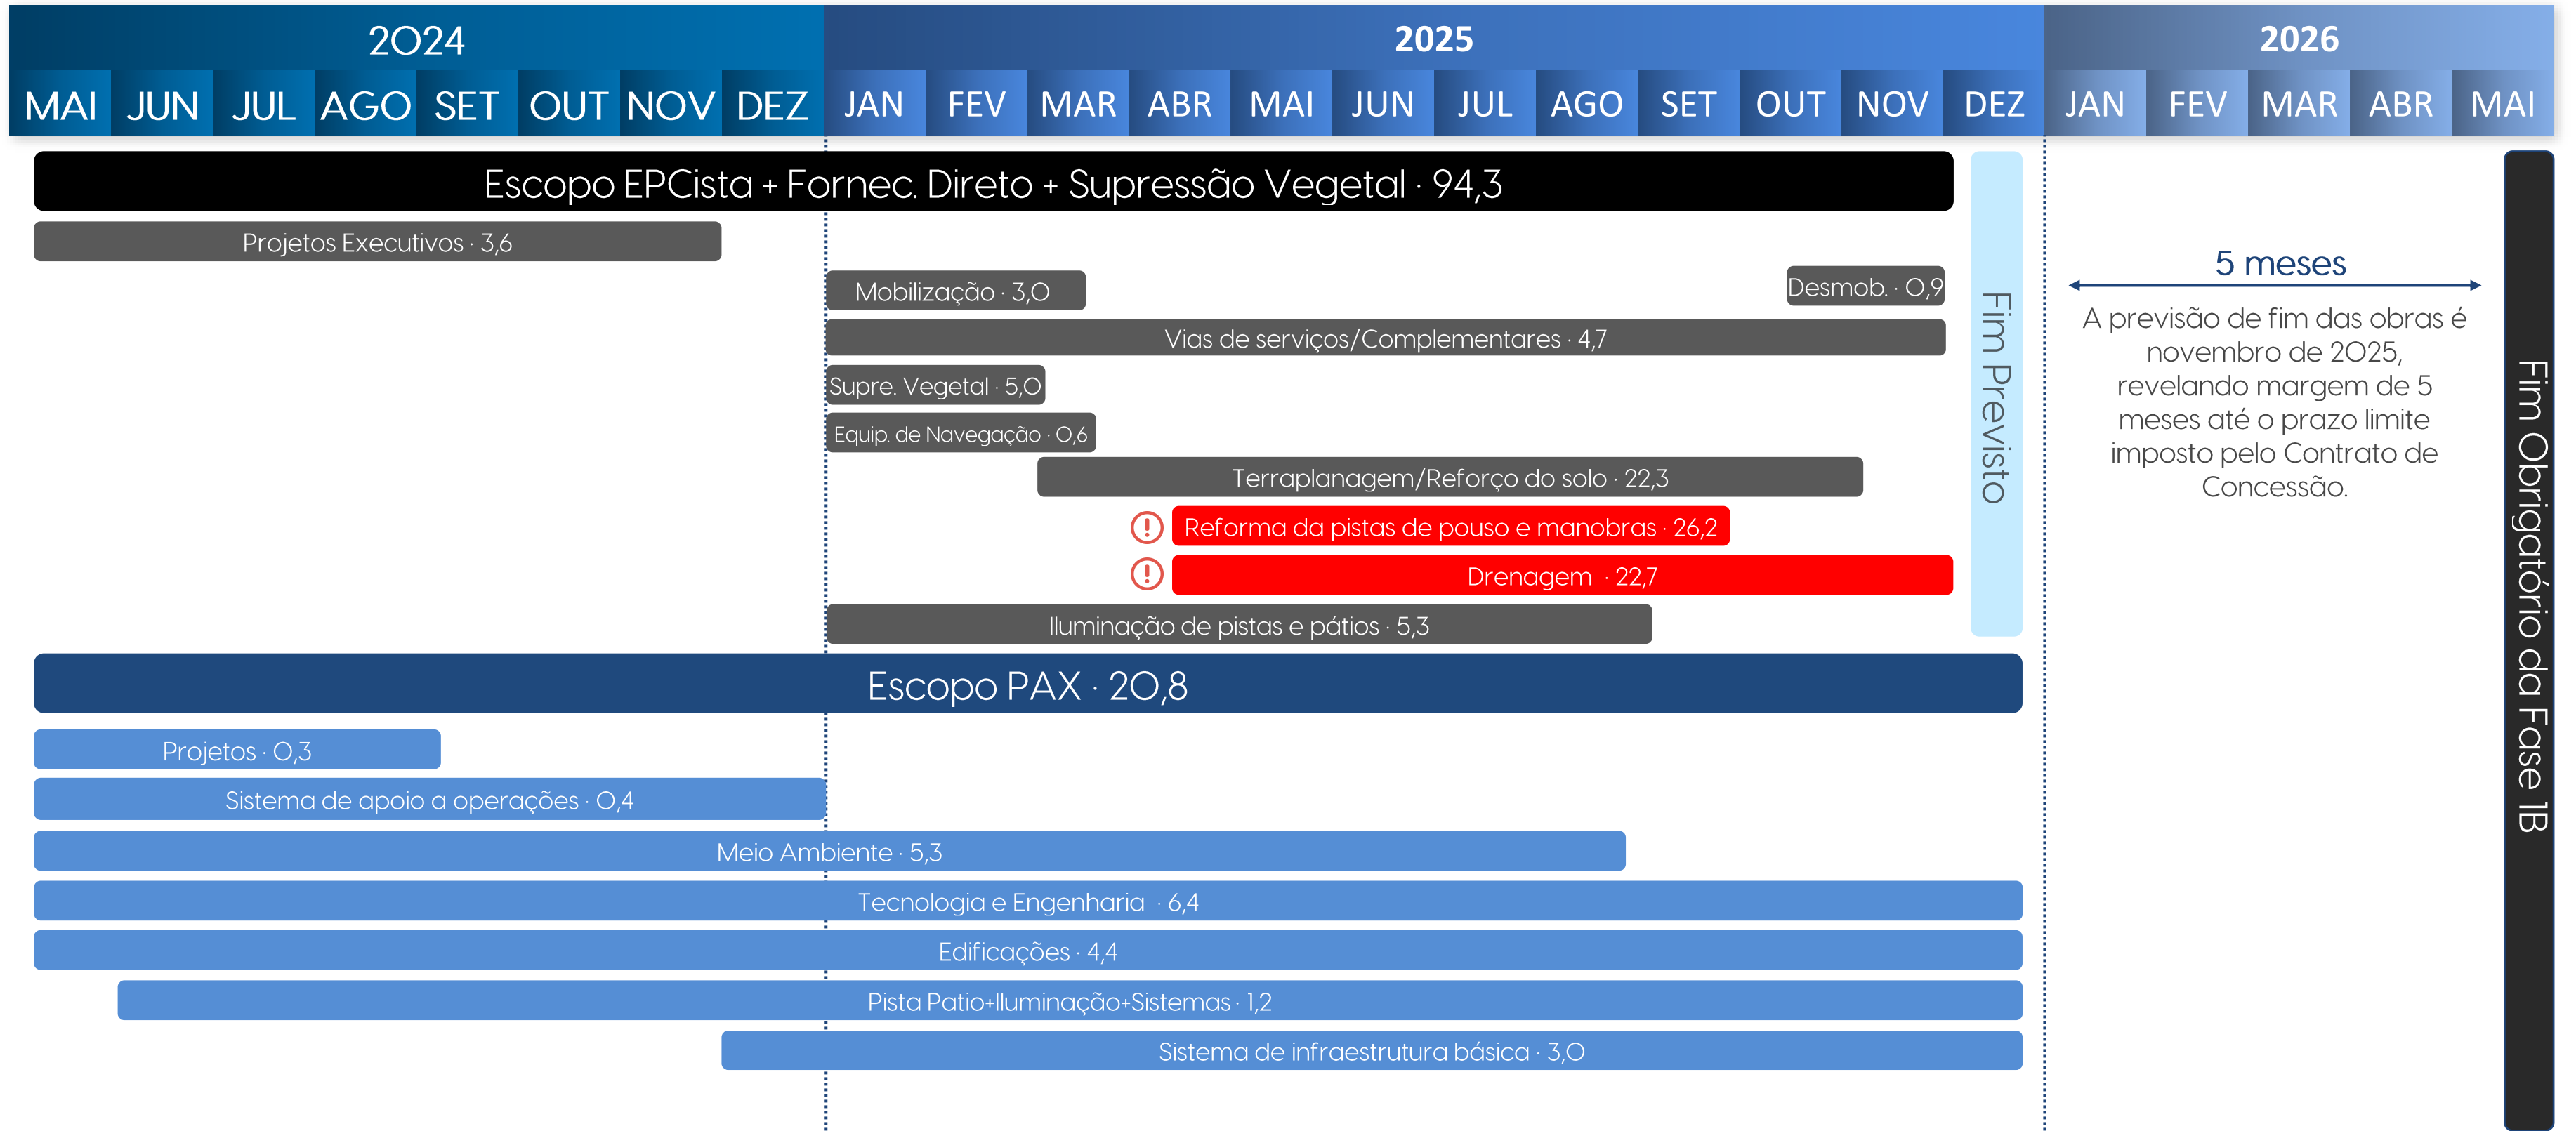 2024
2025
2026
MAI JUN JUL AGO SET OUT NOV DEZ JAN FEV MAR ABR MAI JUN JUL AGO SET OUT NOV DEZ JAN FEV MAR ABR MAI
Escopo EPCista + Fornec. Direto + Supressão Vegetal · 94,3
Projetos Executivos · 3,6
Mobilização · 3,0
Desmob. · 0,9
Vias de serviços/Complementares · 4,7
Supre. Vegetal · 5,0
Equip. de Navegação · 0,6
Terraplanagem/Reforço do solo · 22,3
Reforma da pistas de pouso e manobras · 26,2
Drenagem · 22,7
Iluminação de pistas e pátios · 5,3
Fim Previsto
5 meses
A previsão de fim das obras é
novembro de 2025,
revelando margem de 5
meses até o prazo limite
imposto pelo Contrato de
Concessão.
Fim Obrigatório da Fase 1B
Escopo PAX · 20,8
Projetos · 0,3
Sistema de apoio a operações · 0,4
Meio Ambiente · 5,3
Tecnologia e Engenharia · 6,4
Edificações · 4,4
Pista Patio+Iluminação+Sistemas · 1,2
Sistema de infraestrutura básica · 3,0